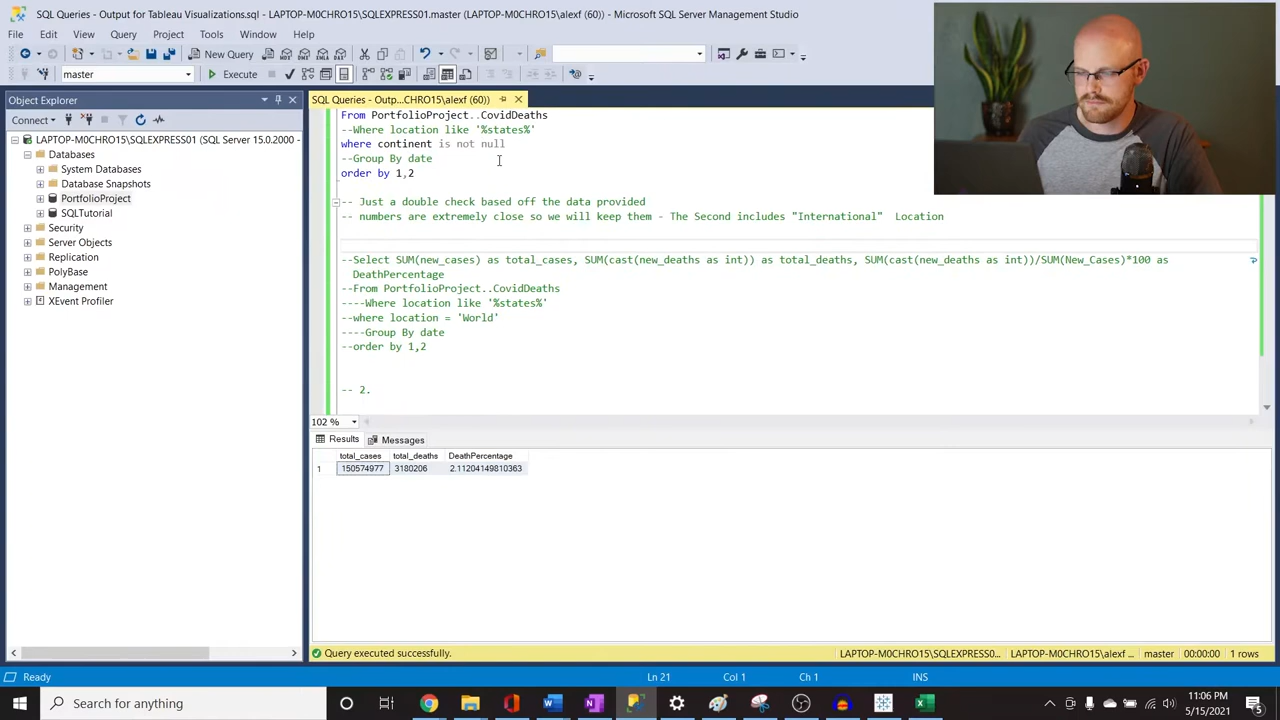 SQL Queries - Output for Tableau Visualizations.sql - LAPTOP-M0CHRO15\SQLEXPRESS01.master (LAPTOP-M0CHRO15\alexf (60)) - Microsoft SQL Server Management Studio
File Edit View Query Project Tools Window Help
New Query
master Execute
Object Explorer
Connect
LAPTOP-M0CHRO15\SQLEXPRESS01 (SQL Server 15.0.2000 -
Databases
System Databases
Database Snapshots
PortfolioProject
SQLTutorial
Security
Server Objects
Replication
PolyBase
Management
XEvent Profiler
SQL Queries - Outp...CHRO15\alexf (60))
From PortfolioProject..CovidDeaths
--Where location like '%states%'
where continent is not null
--Group By date
order by 1,2
-- Just a double check based off the data provided
-- numbers are extremely close so we will keep them - The Second includes "International"  Location
--Select SUM(new_cases) as total_cases, SUM(cast(new_deaths as int)) as total_deaths, SUM(cast(new_deaths as int))/SUM(New_Cases)*100 as
DeathPercentage
--From PortfolioProject..CovidDeaths
----Where location like '%states%'
--where location = 'World'
----Group By date
--order by 1,2
-- 2.
102 %
Results Messages
total_cases total_deaths DeathPercentage
1 150574977 3180206 2.11204149810363
Query executed successfully. LAPTOP-M0CHRO15\SQLEXPRESS0... LAPTOP-M0CHRO15\alexf ... master 00:00:00 1 rows
Ready Ln 21 Col 1 Ch 1 INS
Type here to search
11:06 PM
5/15/2021